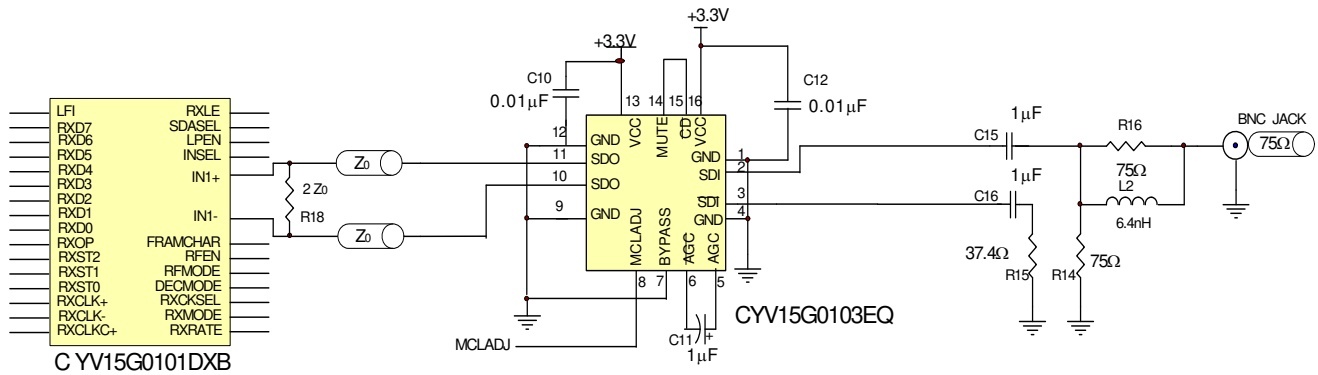 +3.3V
+3.3V
C10
0.01µF
C12
0.01µF
13
14
15
16
VCC
MUTE
CD
VCC
12
GND
11
SDO
10
SDO
9
GND
GND
1
SDI
2
SDI
3
GND
4
MCLADJ
BYPASS
AGC
AGC
8
7
6
5
CYV15G0103EQ
C11
+
1µF
MCLADJ
LFI
RXD7
RXD6
RXD5
RXD4
RXD3
RXD2
RXD1
RXD0
RXOP
RXST2
RXST1
RXST0
RXCLK+
RXCLK-
RXCLKC+
RXLE
SDASEL
LPEN
INSEL
IN1+
IN1-
FRAMCHAR
RFEN
RFMODE
DECMODE
RXCKSEL
RXMODE
RXRATE
C YV15G0101DXB
2 Z0
R18
Z0
Z0
1µF
C15
1µF
C16
R16
75Ω
L2
6.4nH
37.4Ω
R15
R14
75Ω
BNC JACK
75Ω